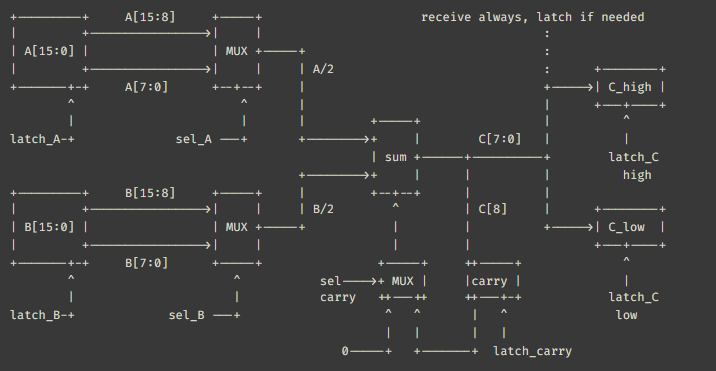 A[15:8] receive always, latch if needed
A[15:0] MUX
A/2
A[7:0] C_high
latch_A sel_A C[7:0]
sum latch_C
high
B[15:8]
B/2 C[8]
B[15:0] MUX C_low
B[7:0]
sel MUX carry
carry latch_C
latch_B sel_B low
0 latch_carry